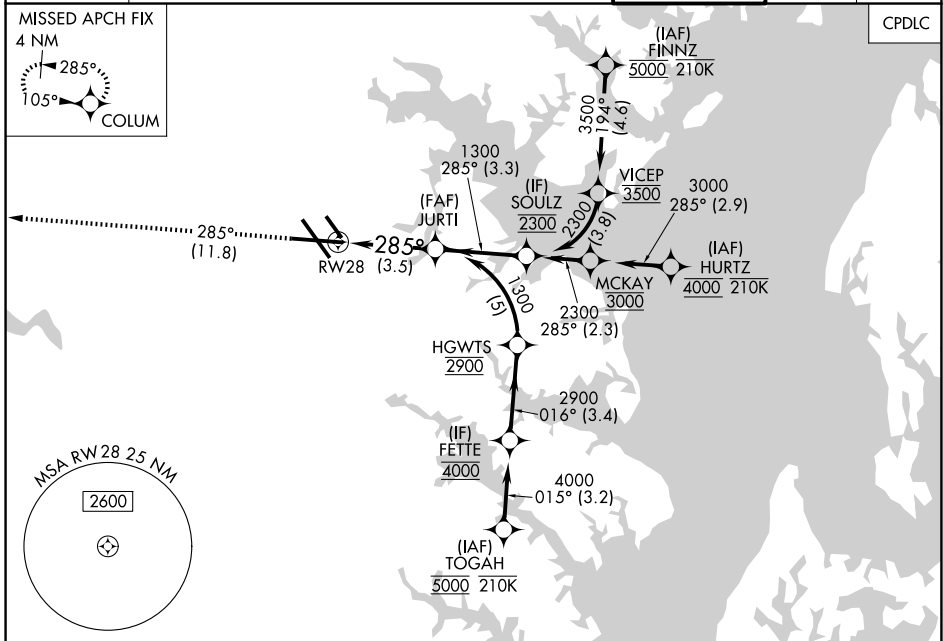 MISSED APCH FIX
4 NM
285°
105°
COLUM
CPDLC
(IAF)
FINNZ
5000 210K
3500
194°
(4.6)
VICEP
3500
2300
(3.8)
1300
285° (3.3)
(IF)
SOULZ
2300
3000
285° (2.9)
(IAF)
HURTZ
4000 210K
MCKAY
3000
2300
285° (2.3)
(FAF)
JURTI
285°
(3.5)
RW28
285°
(11.8)
1300
(5)
HGWTS
2900
2900
016° (3.4)
(IF)
FETTE
4000
4000
015° (3.2)
(IAF)
TOGAH
5000 210K
MSA RW 28 25 NM
2600